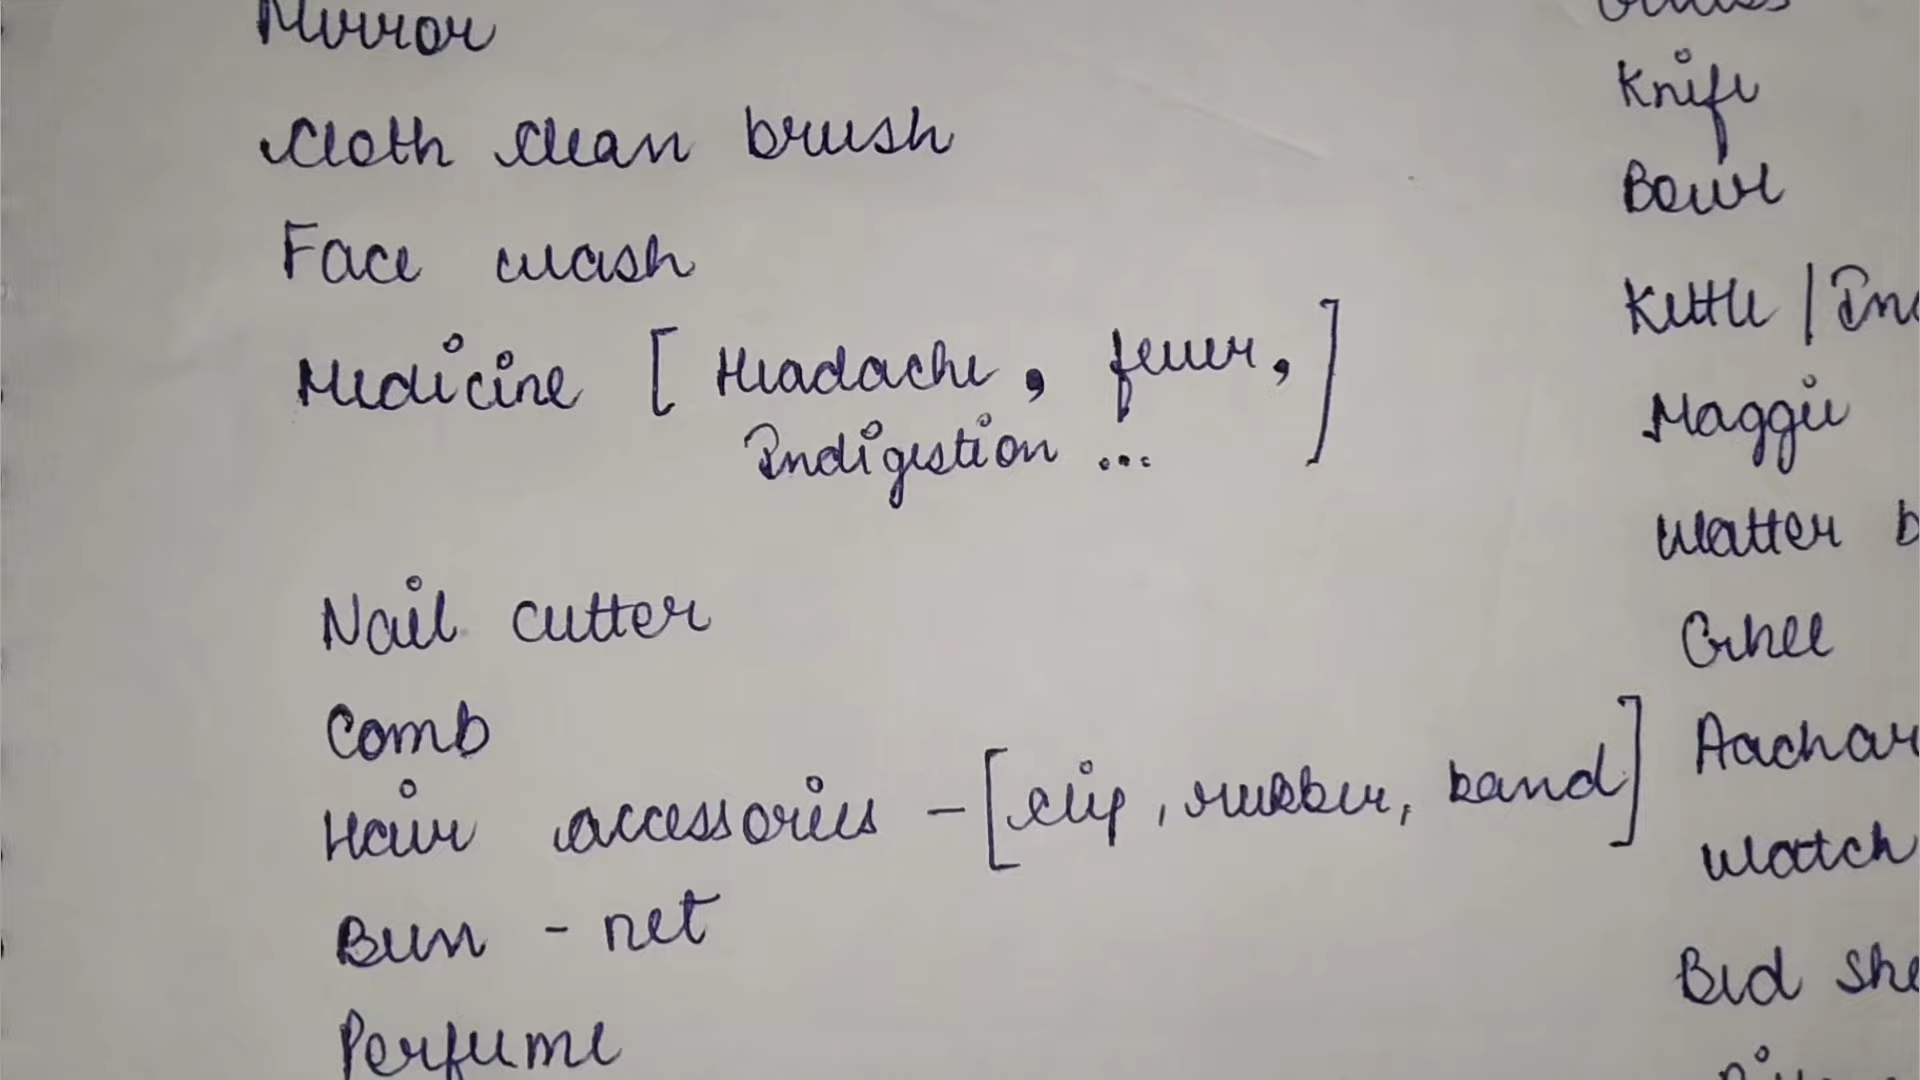 Mirror
Cloth clean brush
Face wash
Medicine [ Headache, fever, ]
Indigestion ...
Nail cutter
Comb
Hair accessories - [clip, rubber, band]
Bun - net
Perfume
Knife
Bowl
Kettle /
Maggie
Watter
Ghee
Aachar
Watch
Bed